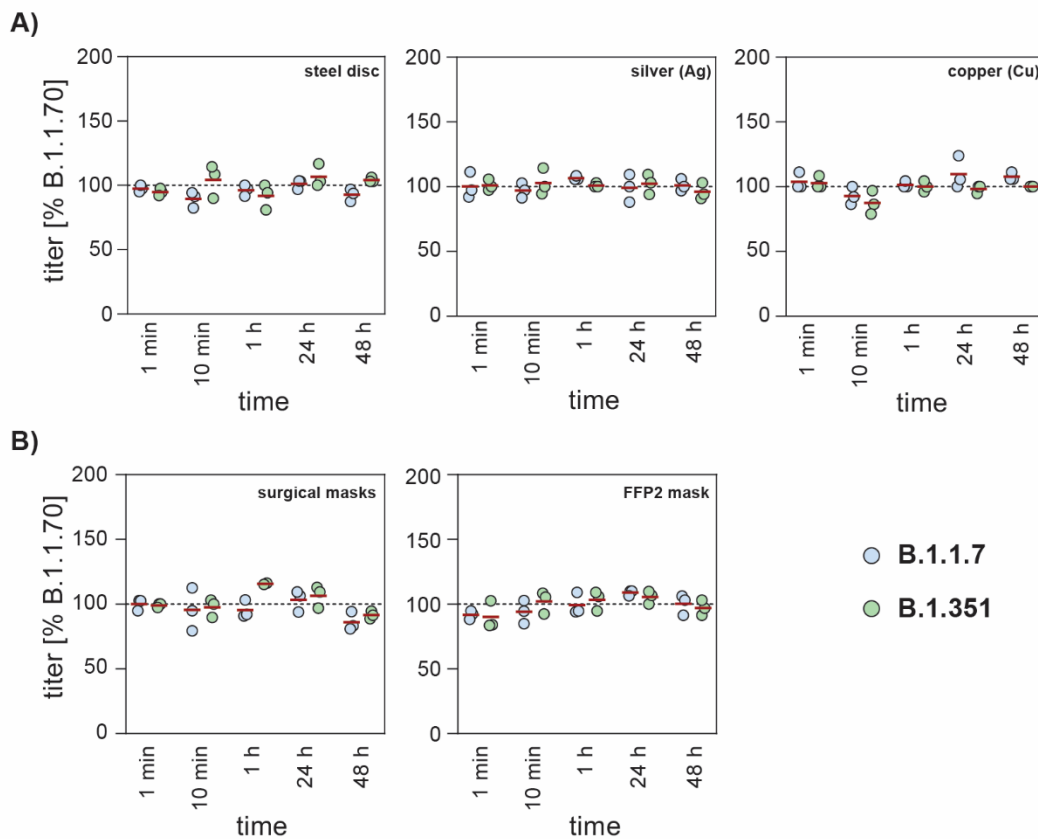 A)
titer [% B.1.1.70]
200
150
100
50
0
steel disc
1 min
10 min
1 h
24 h
48 h
time
200
150
100
50
0
silver (Ag)
1 min
10 min
1 h
24 h
48 h
time
200
150
100
50
0
copper (Cu)
1 min
10 min
1 h
24 h
48 h
time
B)
titer [% B.1.1.70]
200
150
100
50
0
surgical masks
1 min
10 min
1 h
24 h
48 h
time
200
150
100
50
0
FFP2 mask
1 min
10 min
1 h
24 h
48 h
time
B.1.1.7
B.1.351